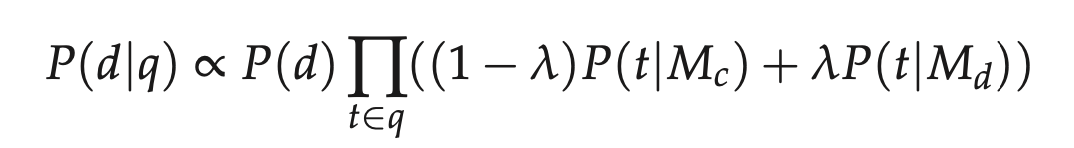 P(d|q) ∝ P(d) ∏_{t∈q} ((1 − λ)P(t|M_c) + λP(t|M_d))